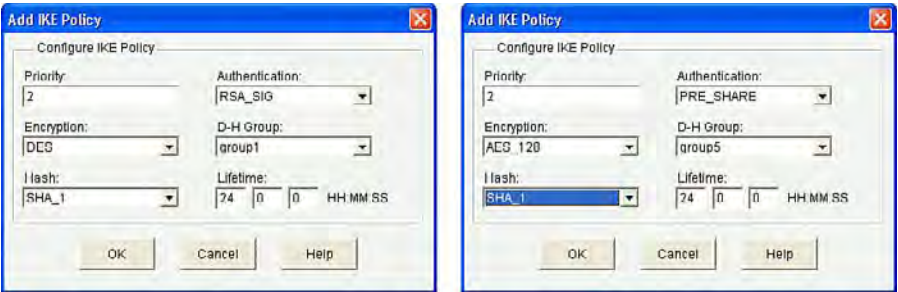 Add IKE Policy
Configure IKE Policy
Priority:
Authentication:
2
RSA_SIG
Encryption:
D-H Group:
DES
group1
Hash:
Lifetime:
SHA_1
24 0 0 HH:MM:SS
OK Cancel Help
Add IKE Policy
Configure IKE Policy
Priority:
Authentication:
2
PRE_SHARE
Encryption:
D-H Group:
AES_128
group5
Hash:
Lifetime:
SHA_1
24 0 0 HH:MM:SS
OK Cancel Help